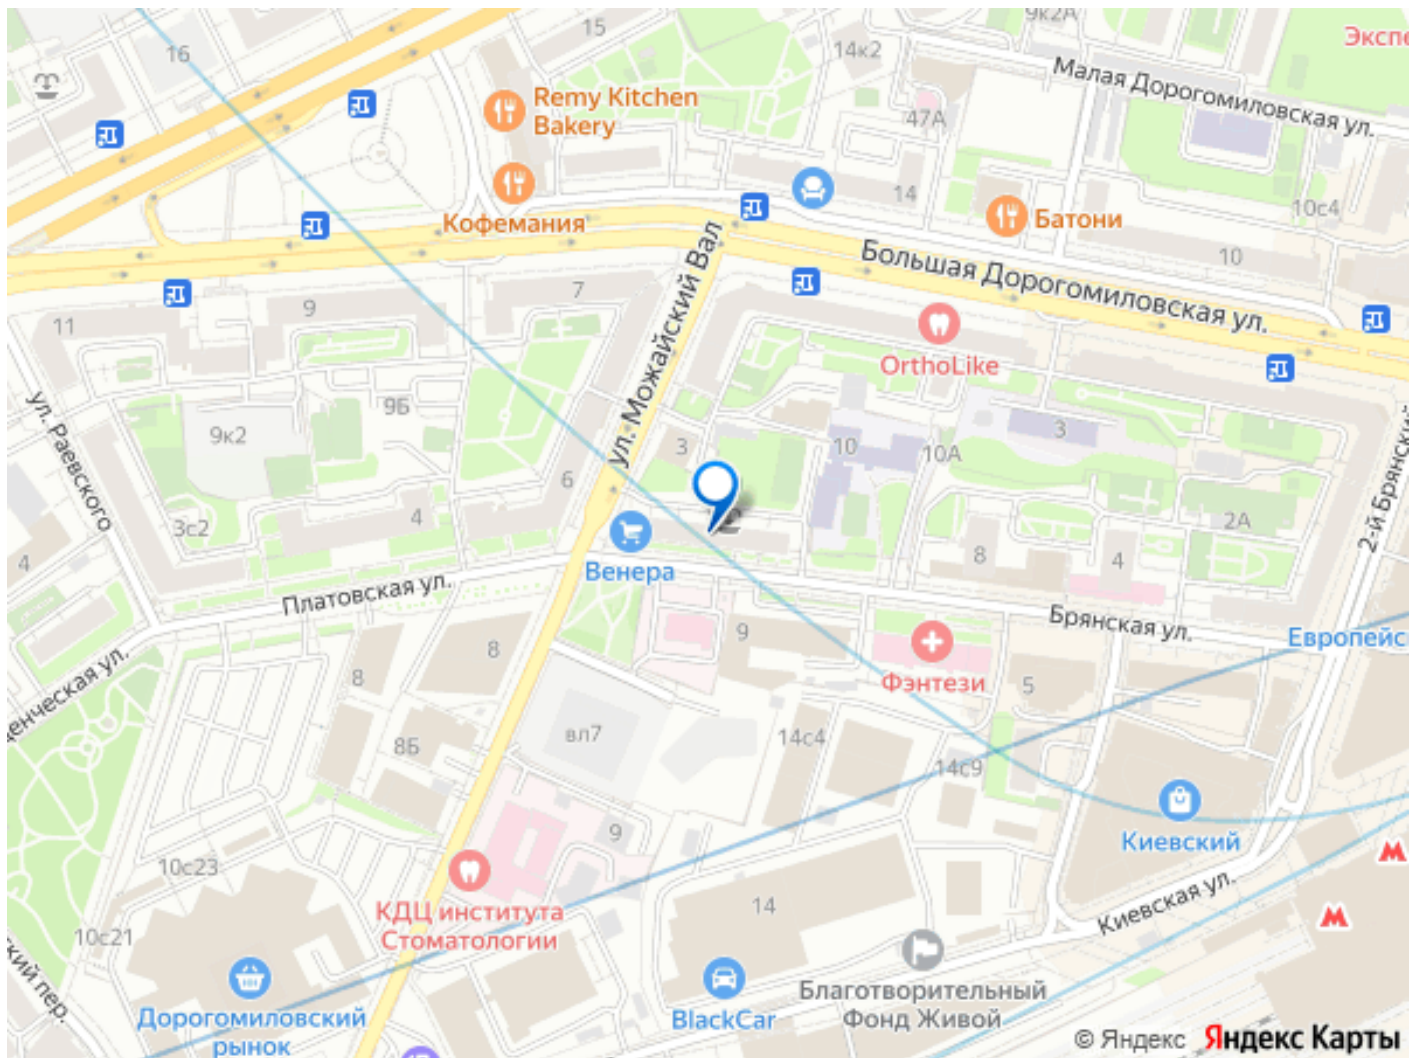 16
15
9к2А
Экспе
14к2
Малая Дорогомиловская ул.
Remy Kitchen
Bakery
47А
14
Кофемания
Батони
10с4
ул. Можайский Вал
Большая Дорогомиловская ул.
10
7
9
11
OrthoLike
ул. Раевского
9Б
9к2
3
10
10А
3
2-й Брянский
6
4
3с2
2А
4
Венера
8
4
Платовская ул.
Брянская ул.
Европейс
9
8
8
Фэнтези
5
денческая ул.
вл7
8Б
14с4
14с9
Киевский
9
10с23
КДЦ института
Стоматологии
14
Киевская ул.
10с21
ский пер.
Дорогомиловский
рынок
BlackCar
Благотворительный
Фонд Живой
© Яндекс Яндекс Карты